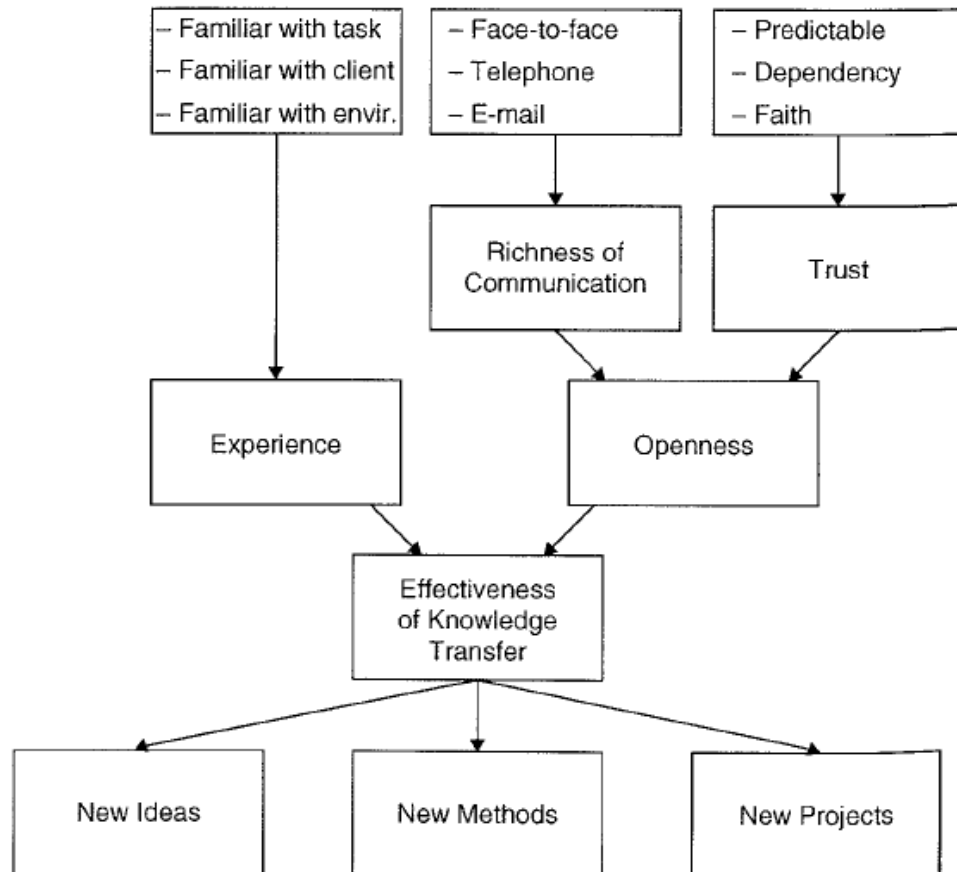 – Familiar with task
– Familiar with client
– Familiar with envir.
– Face-to-face
– Telephone
– E-mail
– Predictable
– Dependency
– Faith
Richness of
Communication
Trust
Experience
Openness
Effectiveness
of Knowledge
Transfer
New Ideas
New Methods
New Projects